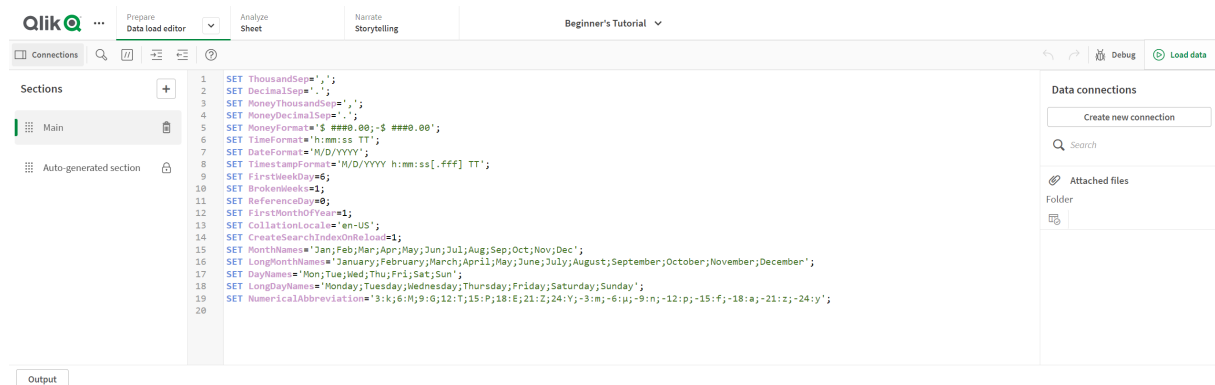 Qlik
Prepare
Data load editor
Analyze
Sheet
Narrate
Storytelling
Beginner's Tutorial
Connections
Debug
Load data
Sections
Main
Auto-generated section
1 SET ThousandSep=',';
2 SET DecimalSep='.';
3 SET MoneyThousandSep=',';
4 SET MoneyDecimalSep='.';
5 SET MoneyFormat='$ ###0.00;-$ ###0.00';
6 SET TimeFormat='h:mm:ss TT';
7 SET DateFormat='M/D/YYYY';
8 SET TimestampFormat='M/D/YYYY h:mm:ss[.fff] TT';
9 SET FirstWeekDay=6;
10 SET BrokenWeeks=1;
11 SET ReferenceDay=0;
12 SET FirstMonthOfYear=1;
13 SET CollationLocale='en-US';
14 SET CreateSearchIndexOnReload=1;
15 SET MonthNames='Jan;Feb;Mar;Apr;May;Jun;Jul;Aug;Sep;Oct;Nov;Dec';
16 SET LongMonthNames='January;February;March;April;May;June;July;August;September;October;November;December';
17 SET DayNames='Mon;Tue;Wed;Thu;Fri;Sat;Sun';
18 SET LongDayNames='Monday;Tuesday;Wednesday;Thursday;Friday;Saturday;Sunday';
19 SET NumericalAbbreviation='3:k;6:M;9:G;12:T;15:P;18:E;21:Z;24:Y;-3:m;-6:μ;-9:n;-12:p;-15:f;-18:a;-21:z;-24:y';
20
Data connections
Create new connection
Search
Attached files
Folder
Output